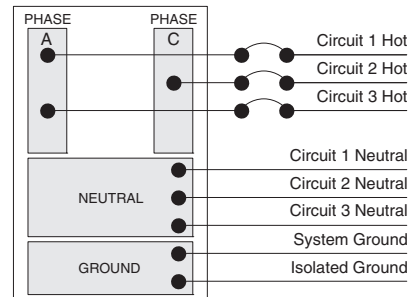 PHASE PHASE
A C
Circuit 1 Hot
Circuit 2 Hot
Circuit 3 Hot
Circuit 1 Neutral
NEUTRAL
Circuit 2 Neutral
Circuit 3 Neutral
System Ground
GROUND
Isolated Ground